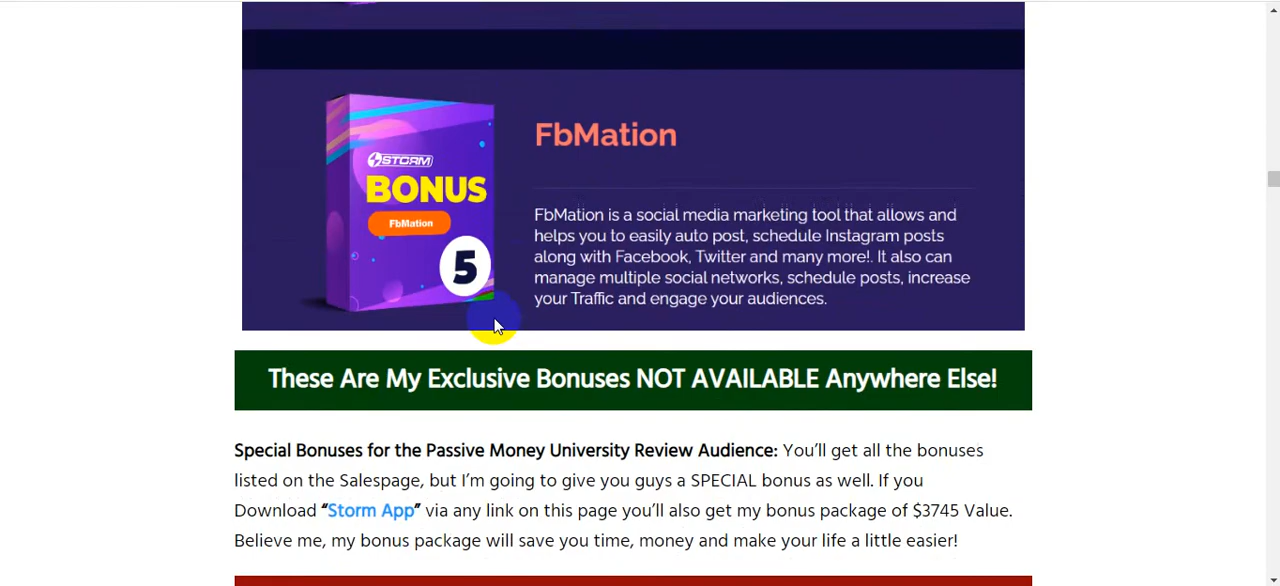 FbMation
STORM
BONUS
FbMation
5
FbMation is a social media marketing tool that allows and
helps you to easily auto post, schedule Instagram posts
along with Facebook, Twitter and many more!. It also can
manage multiple social networks, schedule posts, increase
your Traffic and engage your audiences.
These Are My Exclusive Bonuses NOT AVAILABLE Anywhere Else!
Special Bonuses for the Passive Money University Review Audience: You’ll get all the bonuses
listed on the Salespage, but I’m going to give you guys a SPECIAL bonus as well. If you
Download “Storm App” via any link on this page you’ll also get my bonus package of $3745 Value.
Believe me, my bonus package will save you time, money and make your life a little easier!